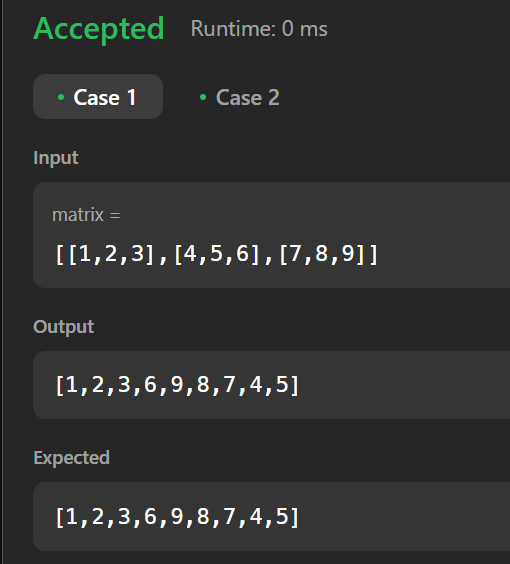 Accepted Runtime: 0 ms
Case 1 Case 2
Input
matrix =
[[1,2,3],[4,5,6],[7,8,9]]
Output
[1,2,3,6,9,8,7,4,5]
Expected
[1,2,3,6,9,8,7,4,5]